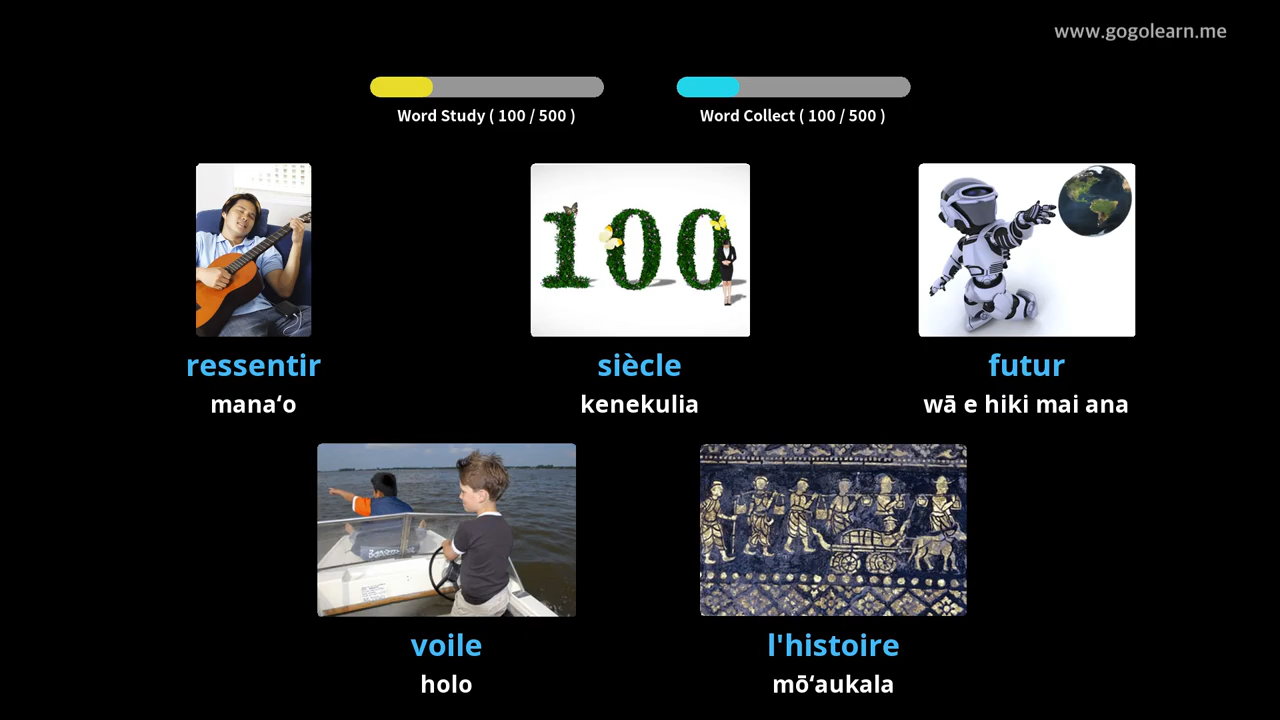 www.gogolearn.me
Word Study ( 100 / 500 )
Word Collect ( 100 / 500 )
100
ressentir
manaʻo
siècle
kenekulia
futur
wā e hiki mai ana
voile
holo
l'histoire
mōʻaukala